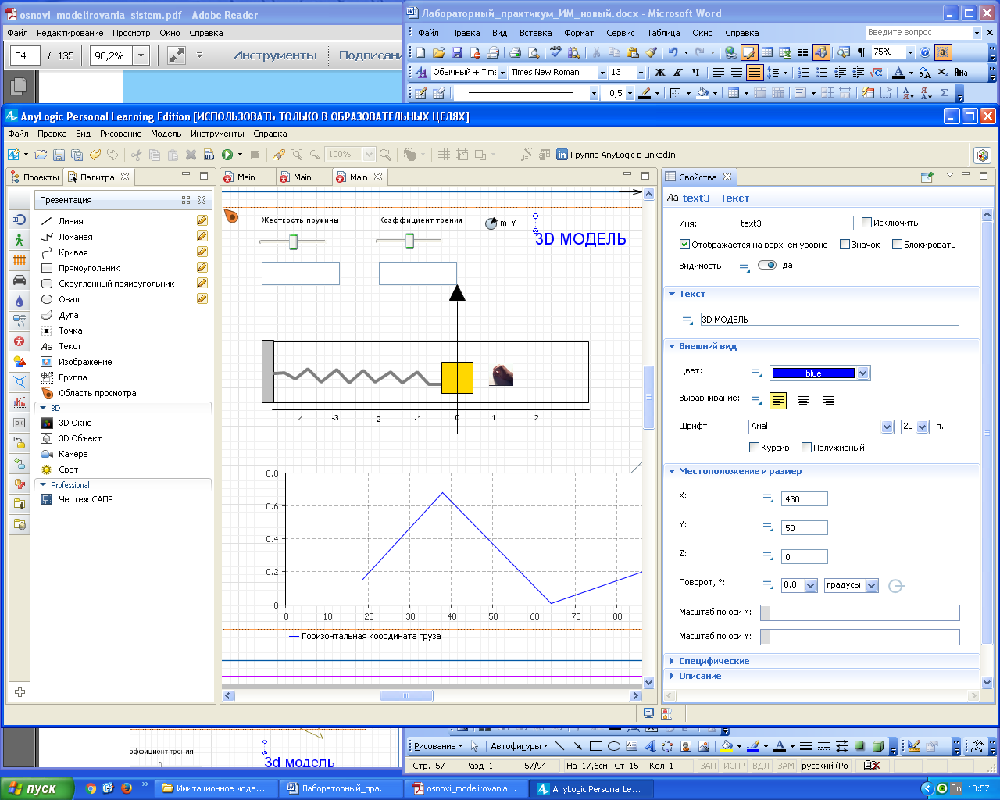 osnovi_modelirovania_sistem.pdf - Adobe Reader
Файл Редактирование Просмотр Окно Справка
54 / 135 90,2% Инструменты Подписани
Лабораторный_практикум_ИМ_новый.docx - Microsoft Word
Файл Правка Вид Вставка Формат Сервис Таблица Окно Справка Введите вопрос
75%
Обычный + Time Times New Roman 13 Ж К Ч
0,5
AnyLogic Personal Learning Edition [ИСПОЛЬЗОВАТЬ ТОЛЬКО В ОБРАЗОВАТЕЛЬНЫХ ЦЕЛЯХ]
Файл Правка Вид Рисование Модель Инструменты Справка
100% Группа AnyLogic в LinkedIn
Проекты Палитра
Презентация
Линия
Ломаная
Кривая
Прямоугольник
Скругленный прямоугольник
Овал
Дуга
Точка
Aa Текст
Изображение
Группа
Область просмотра
3D
3D Окно
3D Объект
Камера
Свет
Professional
Чертеж САПР
Main Main Main
Жесткость пружины Коэффициент трения m_Y
3D МОДЕЛЬ
-4 -3 -2 -1 0 1 2
0.8
0.6
0.4
0.2
0
0 10 20 30 40 50 60 70 80
Горизонтальная координата груза
Свойства
Aa text3 - Текст
Имя: text3 Исключить
Отображается на верхнем уровне Значок Блокировать
Видимость: да
Текст
3D МОДЕЛЬ
Внешний вид
Цвет: blue
Выравнивание:
Шрифт: Arial 20 п.
Курсив Полужирный
Местоположение и размер
X: 430
Y: 50
Z: 0
Поворот, °: 0.0 градусы
Масштаб по оси X:
Масштаб по оси Y:
Специфические
Описание
эффициент трения
3d модель
Рисование Автофигуры
Стр. 57 Разд 1 57/94 На 17,6см Ст 15 Кол 1 ЗАП ИСПР ВДЛ ЗАМ русский (Ро
пуск Имитационное моде... Лабораторный_пра... osnovi_modelirovania... AnyLogic Personal Le... En 18:57